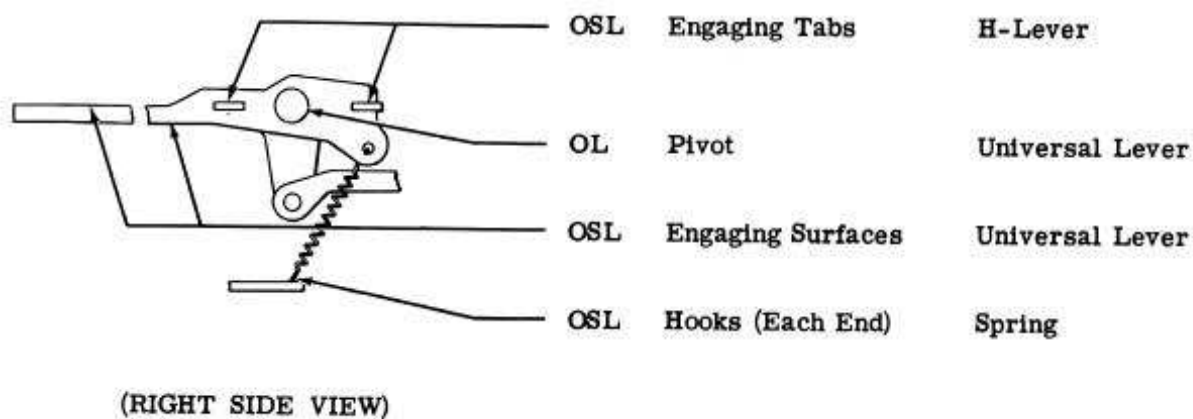 OSL Engaging Tabs H-Lever
OL Pivot Universal Lever
OSL Engaging Surfaces Universal Lever
OSL Hooks (Each End) Spring
(RIGHT SIDE VIEW)